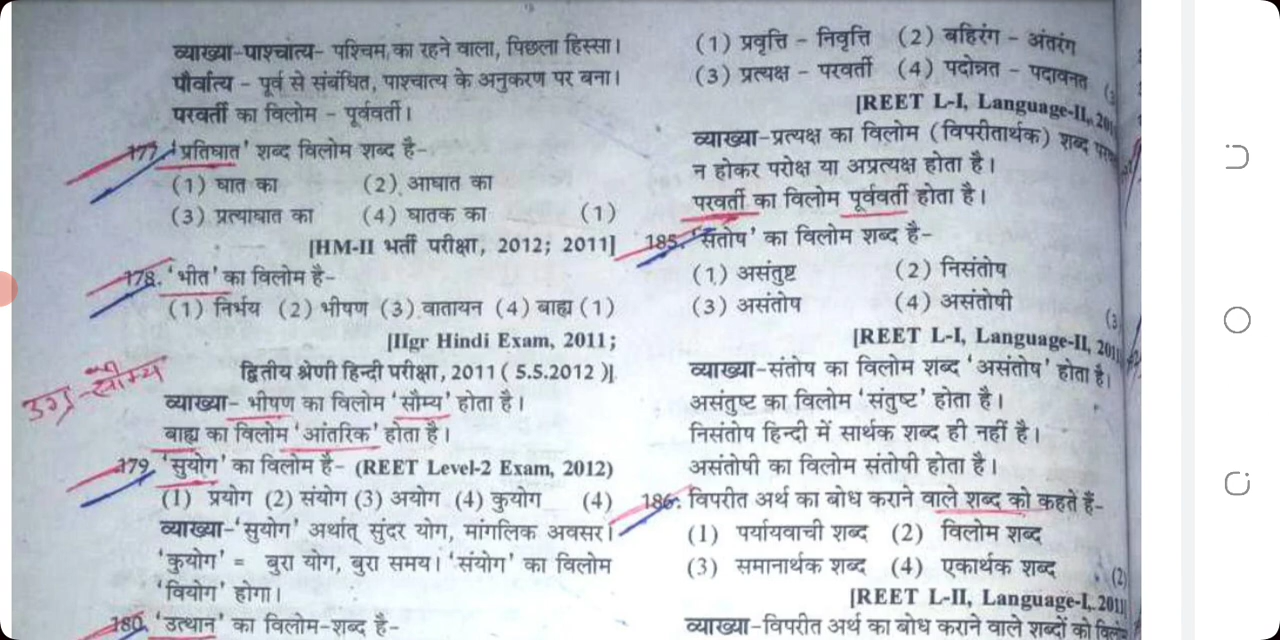 व्याख्या-पाश्चात्य- पश्चिम का रहने वाला, पिछला हिस्सा।
पौर्वात्य - पूर्व से संबंधित, पाश्चात्य के अनुकरण पर बना।
परवर्ती का विलोम - पूर्ववर्ती।
177. 'प्रतिघात' शब्द विलोम शब्द है-
(1) घात का (2) आघात का
(3) प्रत्याघात का (4) घातक का (1)
[HM-II भर्ती परीक्षा, 2012; 2011]
178. 'भीत' का विलोम है-
(1) निर्भय (2) भीषण (3) वातायन (4) बाह्य (1)
[IIgr Hindi Exam, 2011;
द्वितीय श्रेणी हिन्दी परीक्षा, 2011 ( 5.5.2012 )]
उग्र - सौम्य
व्याख्या- भीषण का विलोम 'सौम्य' होता है।
बाह्य का विलोम 'आंतरिक' होता है।
179. 'सुयोग' का विलोम है- (REET Level-2 Exam, 2012)
(1) प्रयोग (2) संयोग (3) अयोग (4) कुयोग (4)
व्याख्या-'सुयोग' अर्थात् सुंदर योग, मांगलिक अवसर।
'कुयोग' = बुरा योग, बुरा समय। 'संयोग' का विलोम
'वियोग' होगा।
180. 'उत्थान' का विलोम-शब्द है-
(1) प्रवृत्ति - निवृत्ति (2) बहिरंग - अंतरंग
(3) प्रत्यक्ष - परवर्ती (4) पदोन्नत - पदावनत (3
[REET L-I, Language-II, 201
व्याख्या-प्रत्यक्ष का विलोम (विपरीतार्थक) शब्द
न होकर परोक्ष या अप्रत्यक्ष होता है।
परवर्ती का विलोम पूर्ववर्ती होता है।
185. 'संतोष' का विलोम शब्द है-
(1) असंतुष्ट (2) निसंतोष
(3) असंतोष (4) असंतोषी (3
[REET L-I, Language-II, 201
व्याख्या-संतोष का विलोम शब्द 'असंतोष' होता है।
असंतुष्ट का विलोम 'संतुष्ट' होता है।
निसंतोष हिन्दी में सार्थक शब्द ही नहीं है।
असंतोषी का विलोम संतोषी होता है।
186. विपरीत अर्थ का बोध कराने वाले शब्द को कहते हैं-
(1) पर्यायवाची शब्द (2) विलोम शब्द
(3) समानार्थक शब्द (4) एकार्थक शब्द (2)
[REET L-II, Language-I, 2011]
व्याख्या-विपरीत अर्थ का बोध कराने वाले शब्दों को